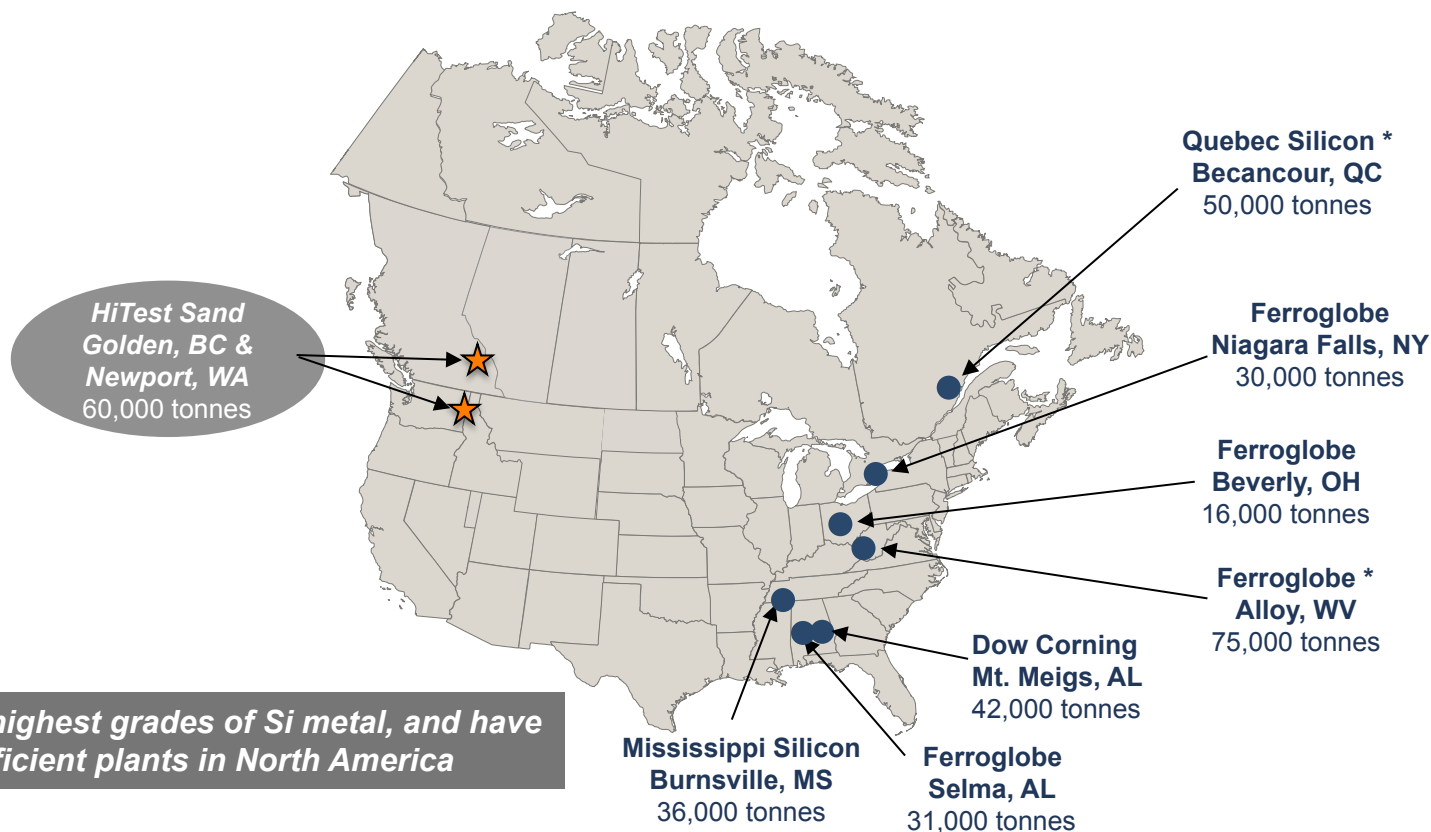 Quebec Silicon *
Becancour, QC
50,000 tonnes
HiTest Sand
Golden, BC &
Newport, WA
60,000 tonnes
Ferroglobe
Niagara Falls, NY
30,000 tonnes
Ferroglobe
Beverly, OH
16,000 tonnes
Ferroglobe *
Alloy, WV
75,000 tonnes
Dow Corning
Mt. Meigs, AL
42,000 tonnes
Mississippi Silicon
Burnsville, MS
36,000 tonnes
Ferroglobe
Selma, AL
31,000 tonnes
highest grades of Si metal, and have
plants in North America